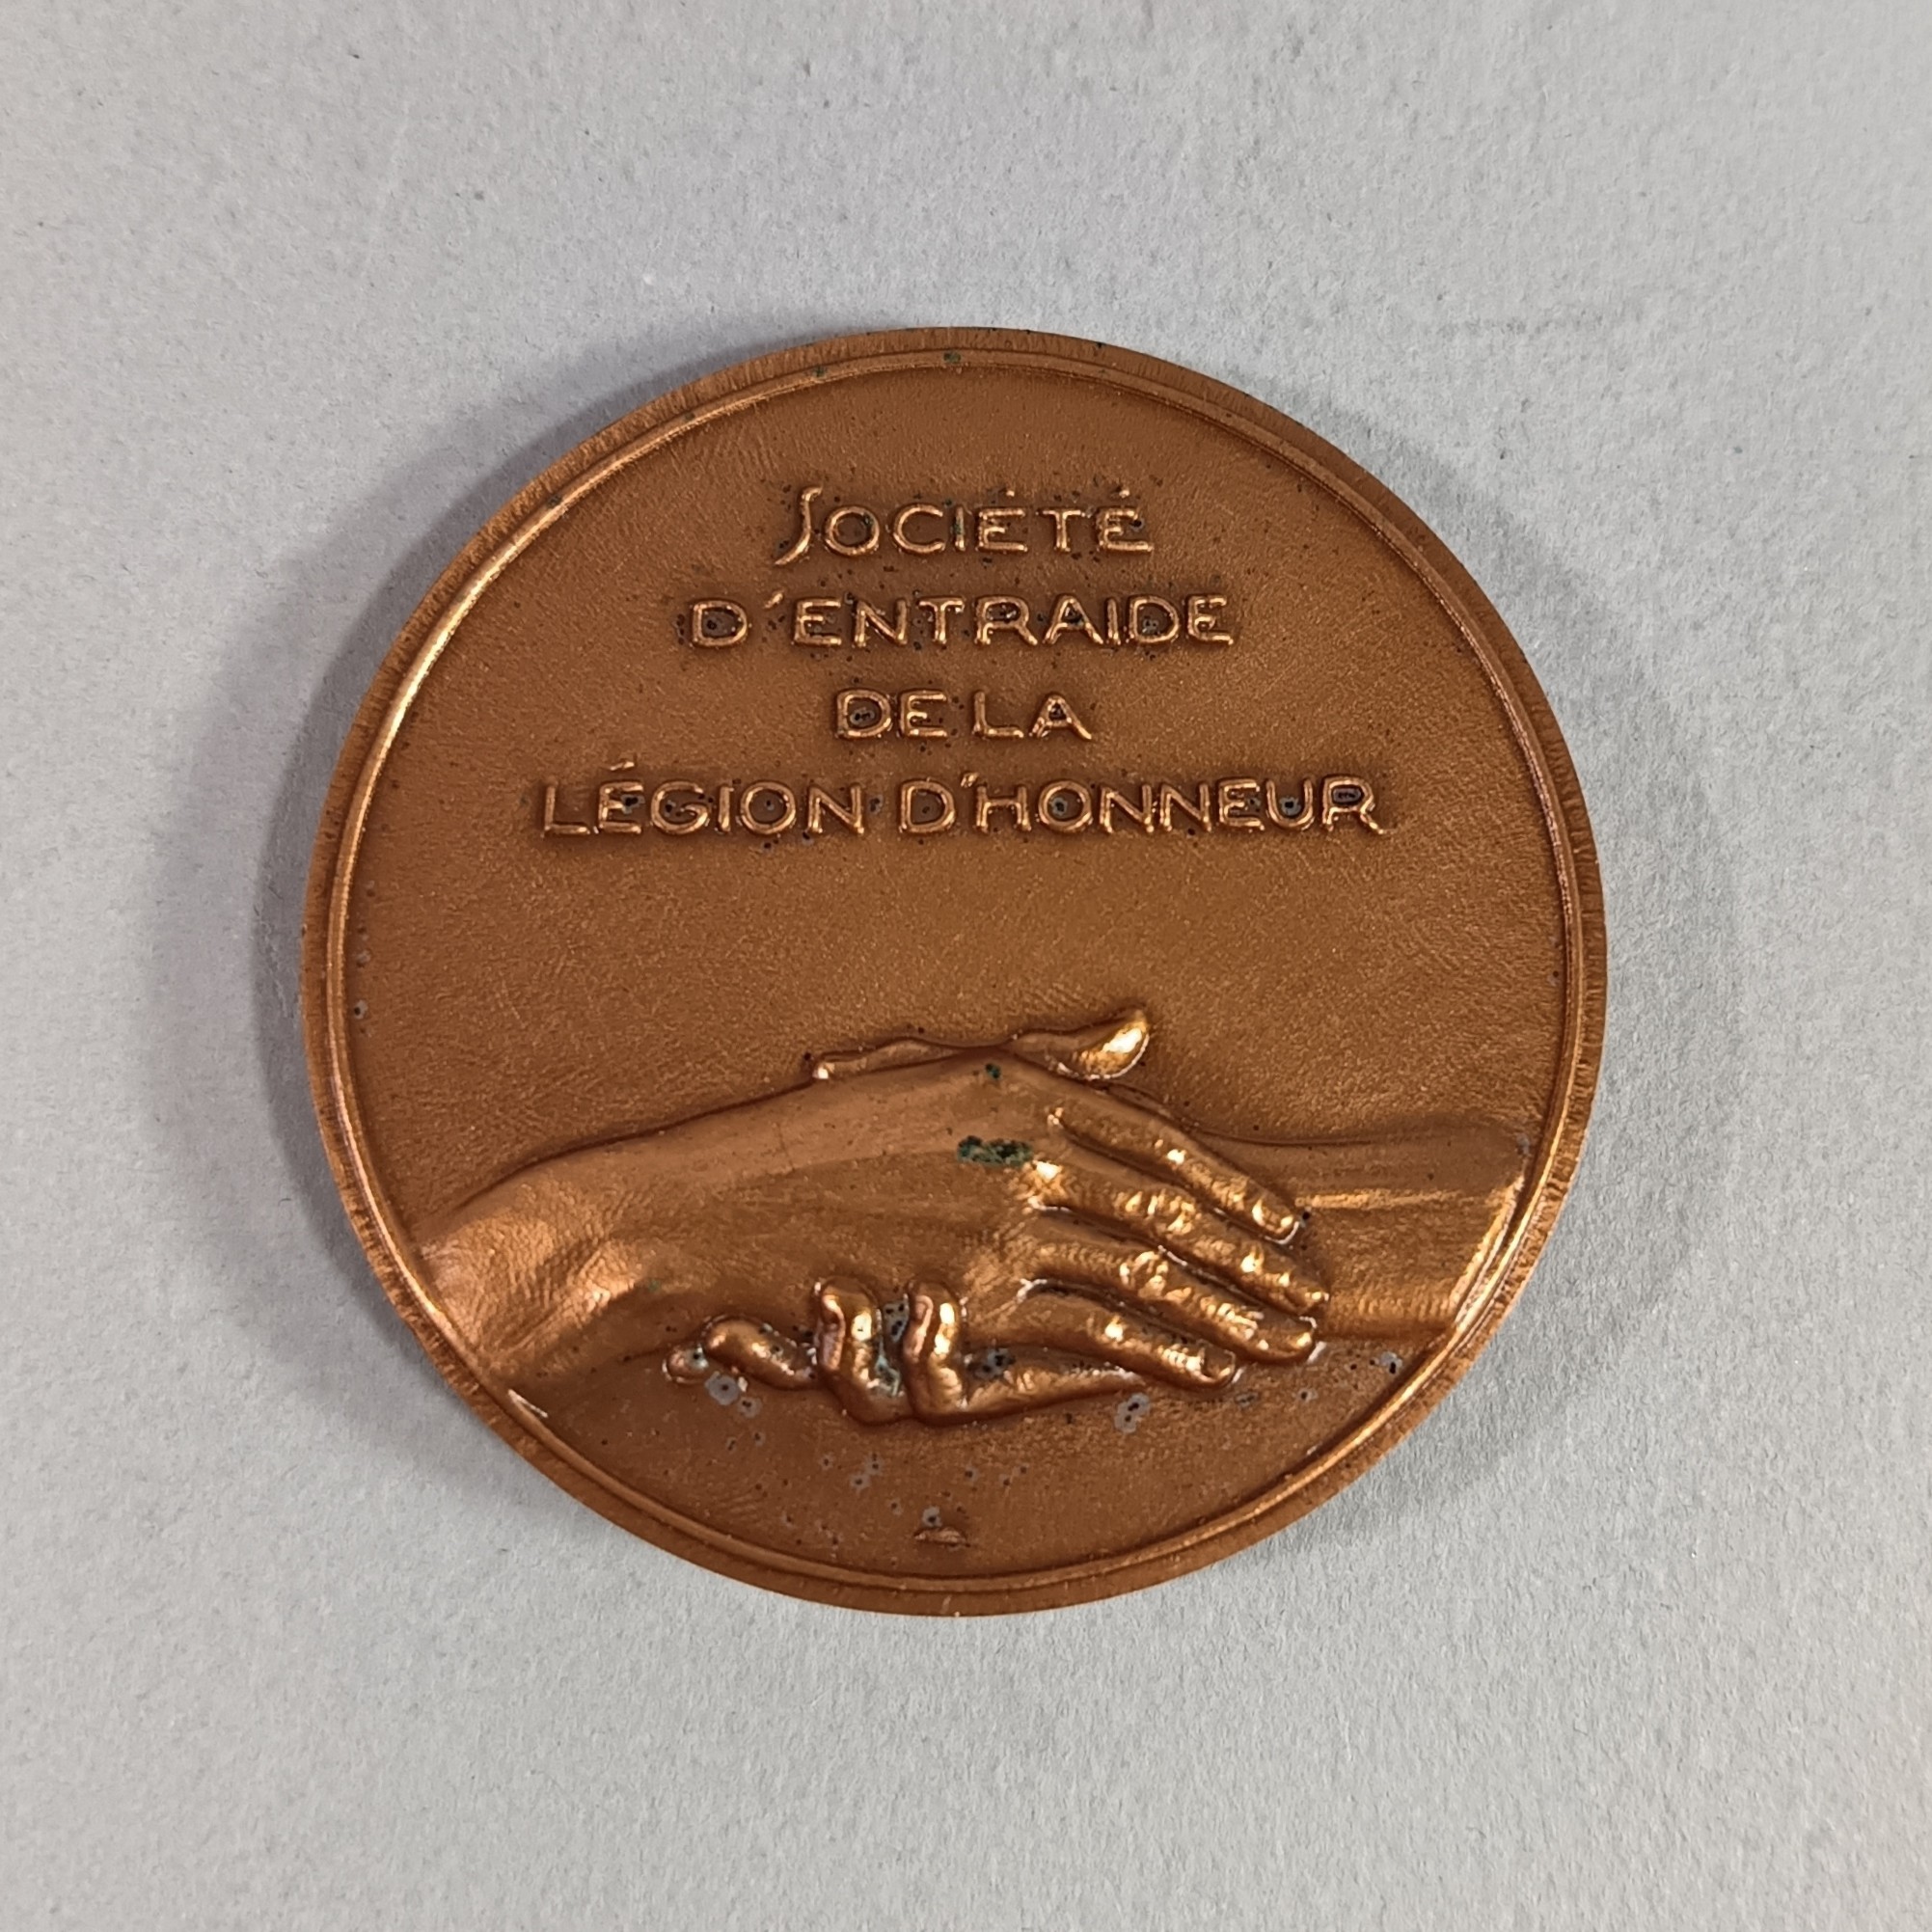 SOCIÉTÉ
D'ENTRAIDE
DE LA
LÉGION D'HONNEUR